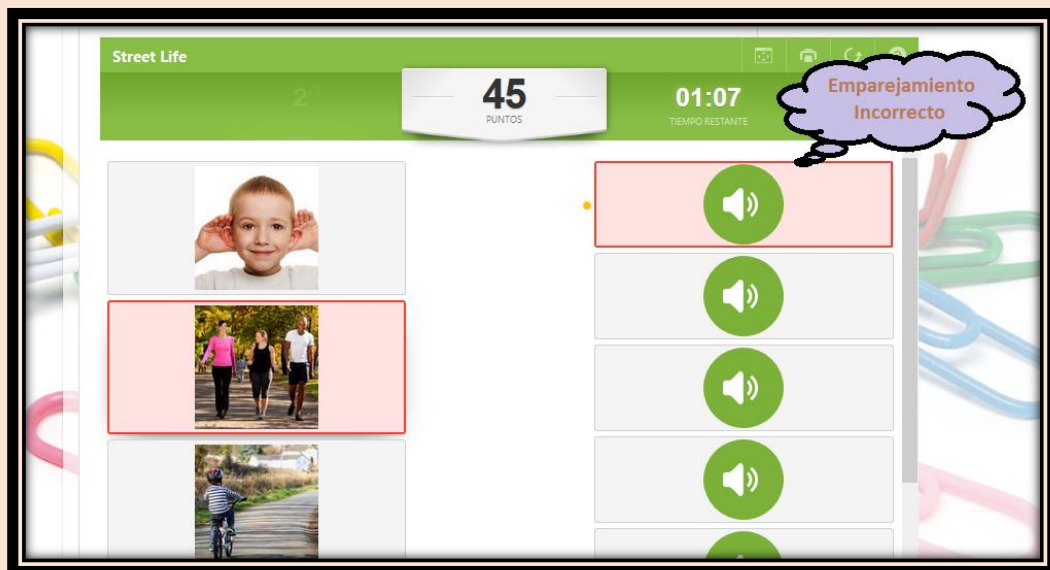 Street Life
45
PUNTOS
01:07
TIEMPO RESTANTE
Emparejamiento
Incorrecto